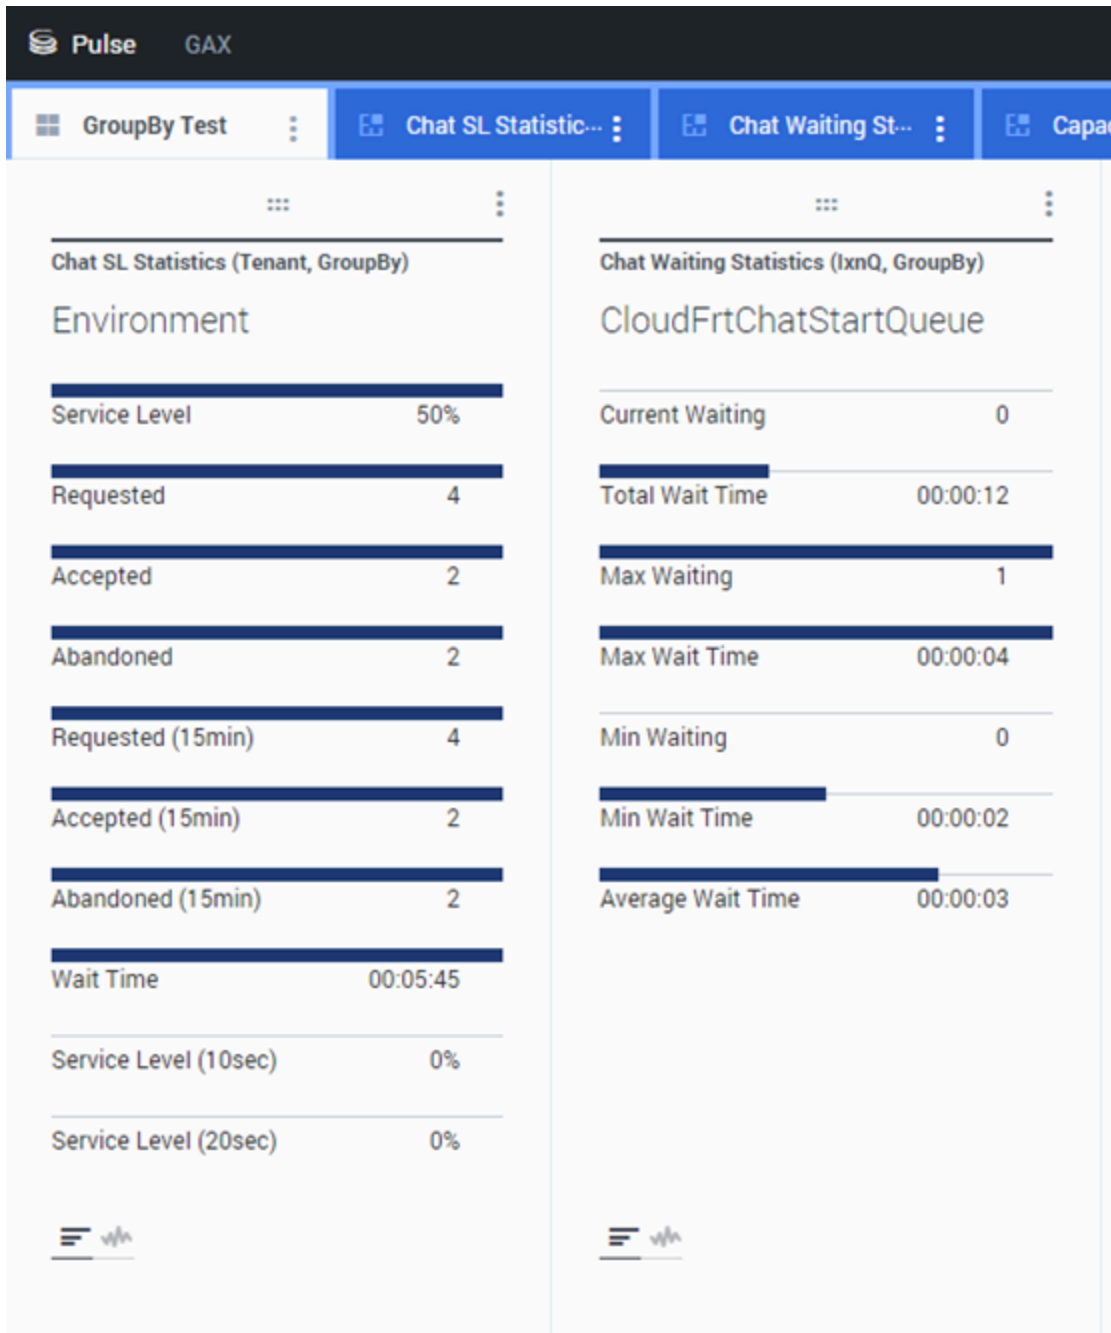 Pulse GAX
GroupBy Test Chat SL Statistic... Chat Waiting St... Capac
Chat SL Statistics (Tenant, GroupBy)
Environment
Service Level 50%
Requested 4
Accepted 2
Abandoned 2
Requested (15min) 4
Accepted (15min) 2
Abandoned (15min) 2
Wait Time 00:05:45
Service Level (10sec) 0%
Service Level (20sec) 0%
Chat Waiting Statistics (IxnQ, GroupBy)
CloudFrtChatStartQueue
Current Waiting 0
Total Wait Time 00:00:12
Max Waiting 1
Max Wait Time 00:00:04
Min Waiting 0
Min Wait Time 00:00:02
Average Wait Time 00:00:03